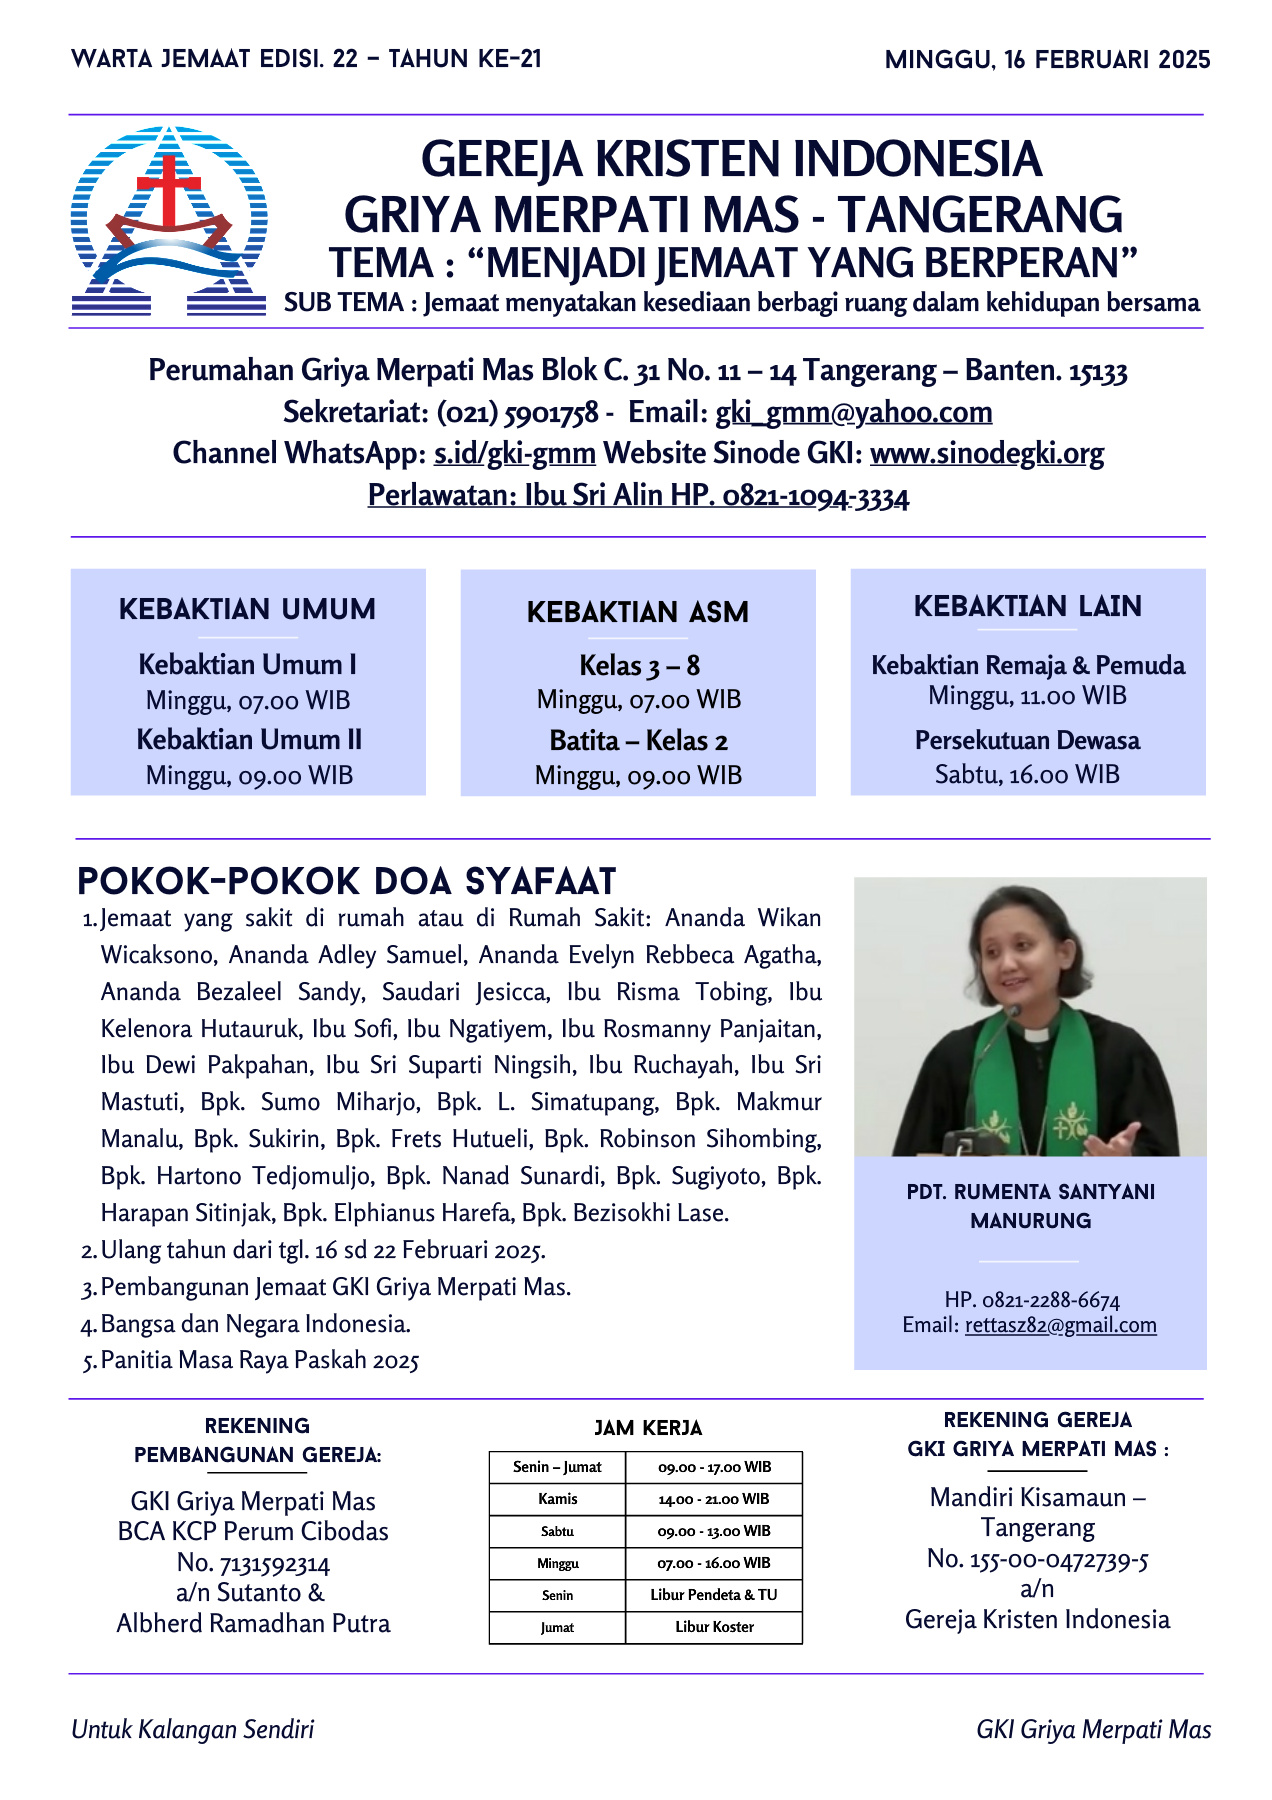 WARTA JEMAAT EDISI. 22 – TAHUN KE-21
MINGGU, 16 FEBRUARI 2025
GEREJA KRISTEN INDONESIA
GRIYA MERPATI MAS - TANGERANG
TEMA : “MENJADI JEMAAT YANG BERPERAN”
SUB TEMA : Jemaat menyatakan kesediaan berbagi ruang dalam kehidupan bersama
Perumahan Griya Merpati Mas Blok C. 31 No. 11 – 14 Tangerang – Banten. 15133
Sekretariat: (021) 5901758 - Email: gki_gmm@yahoo.com
Channel WhatsApp: s.id/gki-gmm Website Sinode GKI: www.sinodegki.org
Perlawatan: Ibu Sri Alin HP. 0821-1094-3334
KEBAKTIAN UMUM
Kebaktian Umum I
Minggu, 07.00 WIB
Kebaktian Umum II
Minggu, 09.00 WIB
KEBAKTIAN ASM
Kelas 3 – 8
Minggu, 07.00 WIB
Batita – Kelas 2
Minggu, 09.00 WIB
KEBAKTIAN LAIN
Kebaktian Remaja & Pemuda
Minggu, 11.00 WIB
Persekutuan Dewasa
Sabtu, 16.00 WIB
POKOK-POKOK DOA SYAFAAT
1. Jemaat yang sakit di rumah atau di Rumah Sakit: Ananda Wikan
Wicaksono, Ananda Adley Samuel, Ananda Evelyn Rebbeca Agatha,
Ananda Bezaleel Sandy, Saudari Jesicca, Ibu Risma Tobing, Ibu
Kelenora Hutauruk, Ibu Sofi, Ibu Ngatiyem, Ibu Rosmanny Panjaitan,
Ibu Dewi Pakpahan, Ibu Sri Suparti Ningsih, Ibu Ruchayah, Ibu Sri
Mastuti, Bpk. Sumo Miharjo, Bpk. L. Simatupang, Bpk. Makmur
Manalu, Bpk. Sukirin, Bpk. Frets Hutueli, Bpk. Robinson Sihombing,
Bpk. Hartono Tedjomuljo, Bpk. Nanad Sunardi, Bpk. Sugiyoto, Bpk.
Harapan Sitinjak, Bpk. Elphianus Harefa, Bpk. Bezisokhi Lase.
2. Ulang tahun dari tgl. 16 sd 22 Februari 2025.
3. Pembangunan Jemaat GKI Griya Merpati Mas.
4. Bangsa dan Negara Indonesia.
5. Panitia Masa Raya Paskah 2025
PDT. RUMENTA SANTYANI
MANURUNG
HP. 0821-2288-6674
Email: rettasz82@gmail.com
REKENING
PEMBANGUNAN GEREJA:
GKI Griya Merpati Mas
BCA KCP Perum Cibodas
No. 7131592314
a/n Sutanto &
Albherd Ramadhan Putra
JAM KERJA
Senin – Jumat 09.00 - 17.00 WIB
Kamis 14.00 - 21.00 WIB
Sabtu 09.00 - 13.00 WIB
Minggu 07.00 - 16.00 WIB
Senin Libur Pendeta & TU
Jumat Libur Koster
REKENING GEREJA
GKI GRIYA MERPATI MAS :
Mandiri Kisamaun –
Tangerang
No. 155-00-0472739-5
a/n
Gereja Kristen Indonesia
Untuk Kalangan Sendiri
GKI Griya Merpati Mas